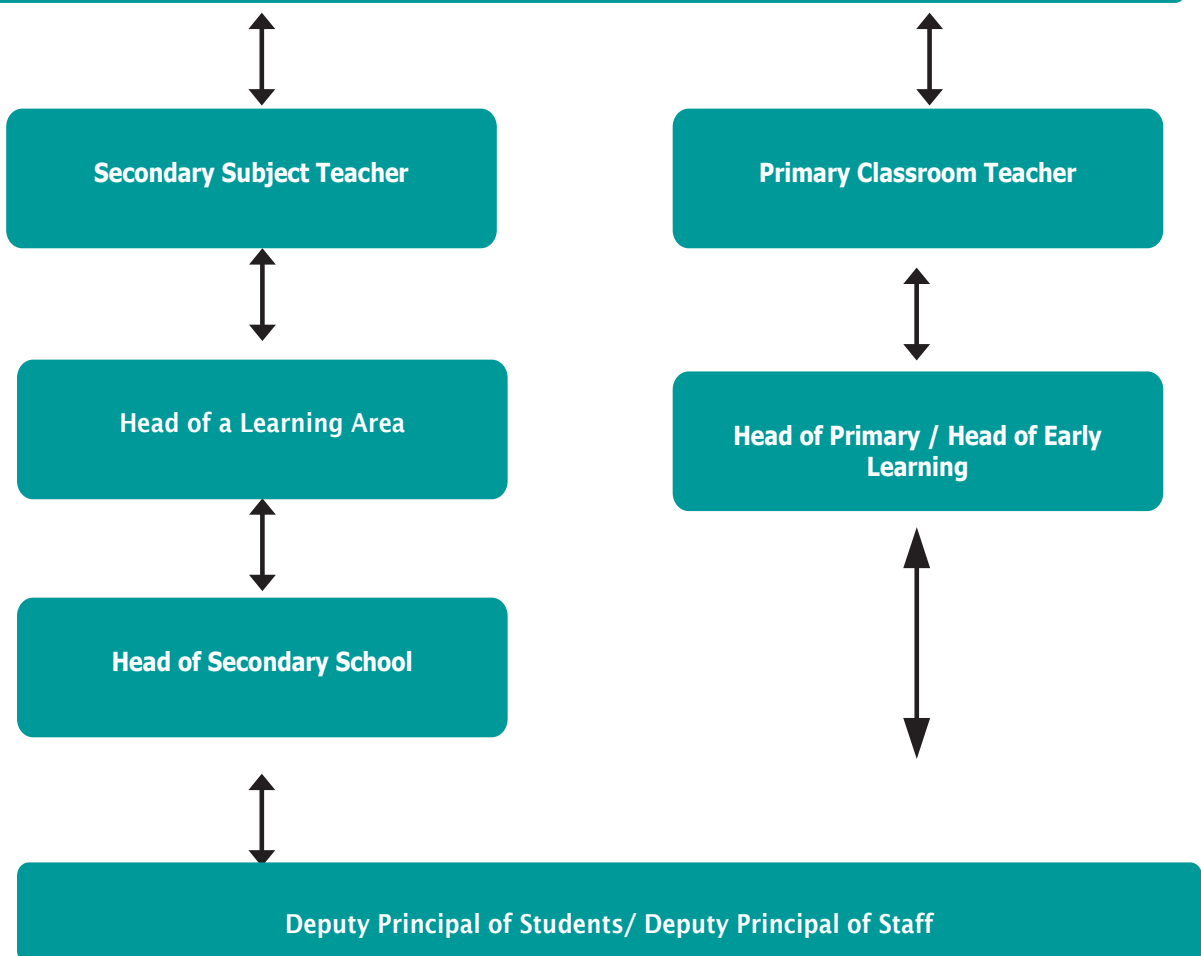 Secondary Subject Teacher
Primary Classroom Teacher
Head of a Learning Area
Head of Primary / Head of Early
Learning
Head of Secondary School
Deputy Principal of Students/ Deputy Principal of Staff